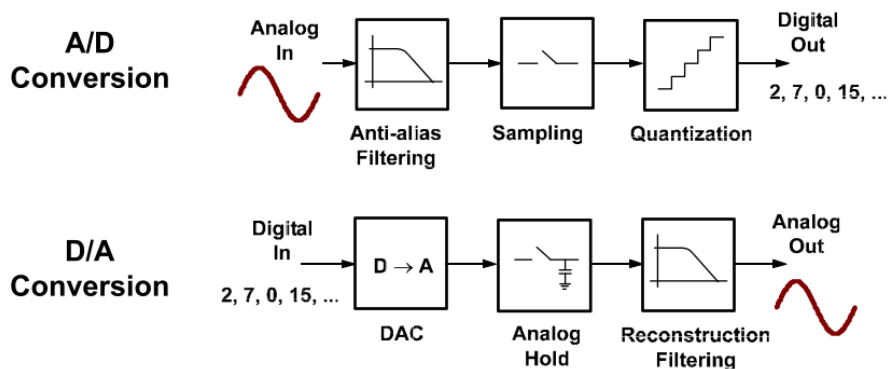 A/D
Conversion
Analog
In
Anti-alias
Filtering
Sampling
Quantization
Digital
Out
2, 7, 0, 15, ...
D/A
Conversion
Digital
In
2, 7, 0, 15, ...
D → A
DAC
Analog
Hold
Reconstruction
Filtering
Analog
Out